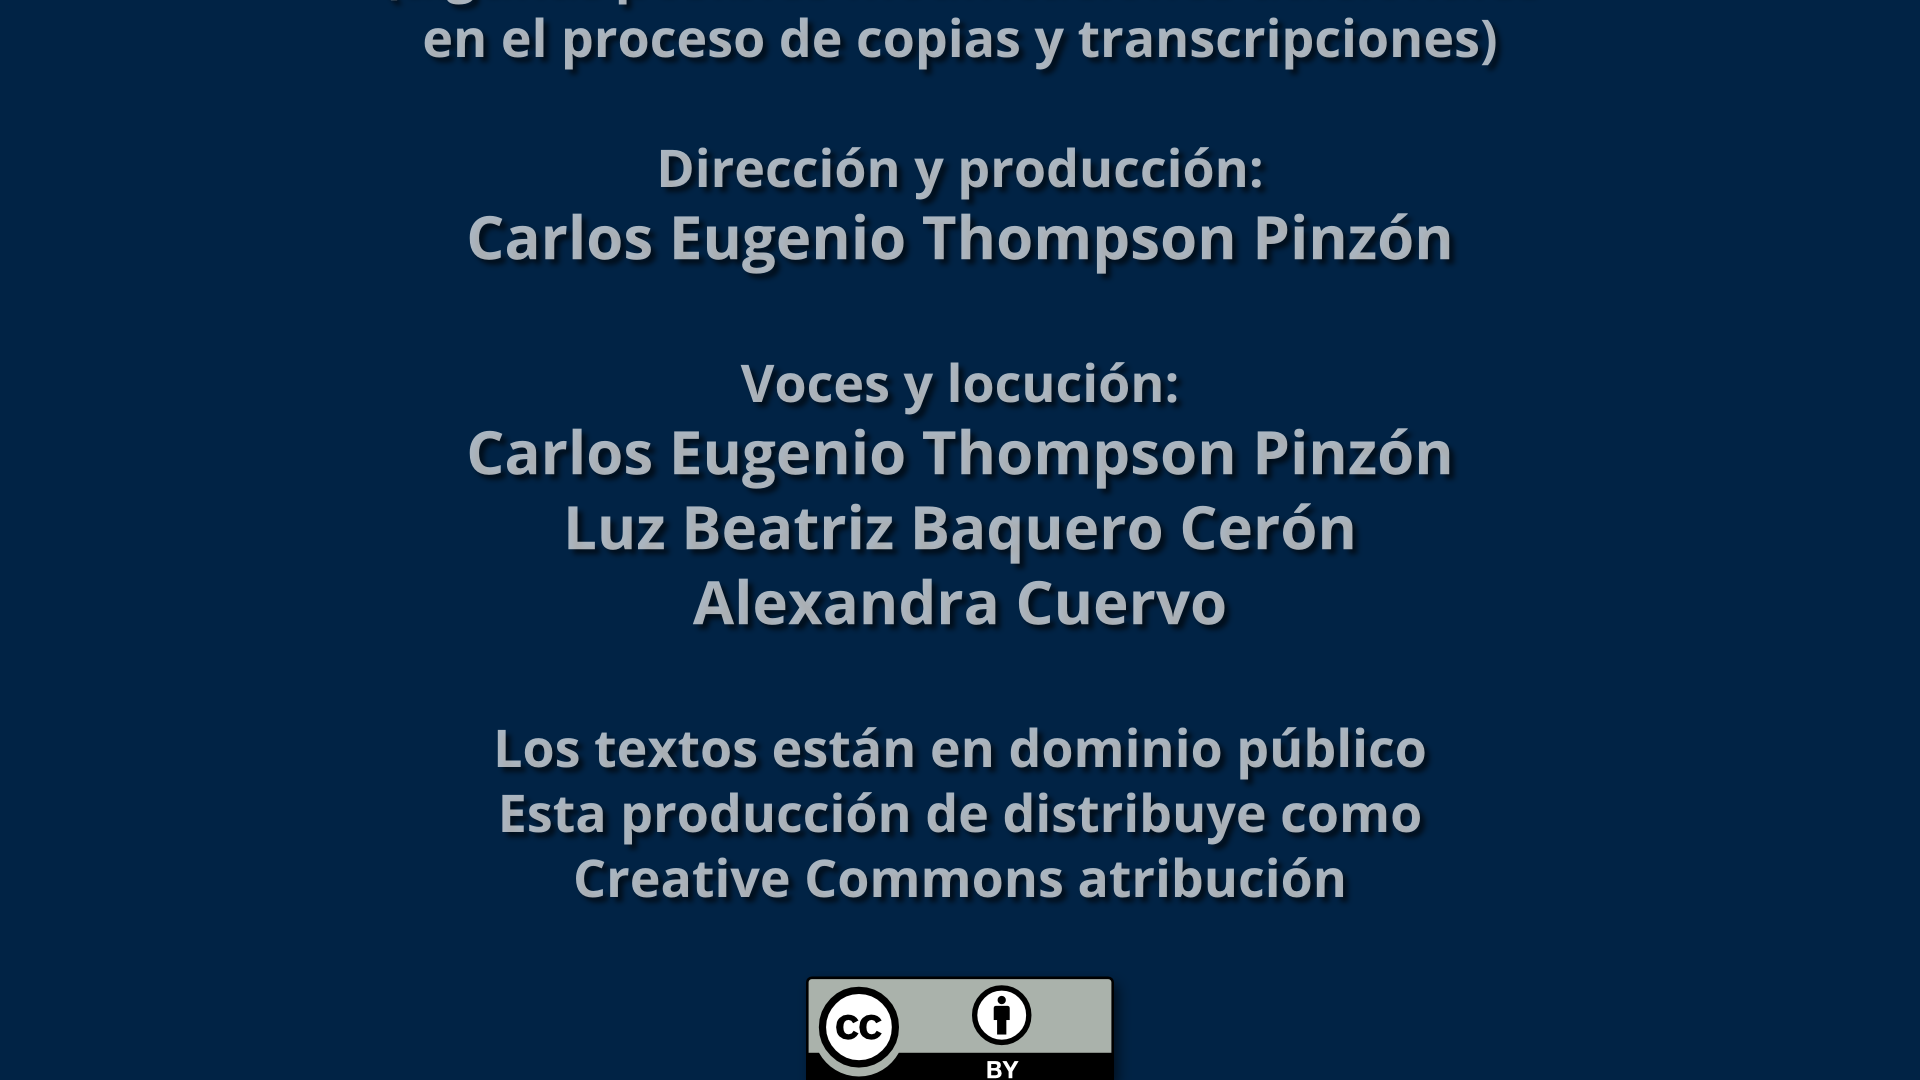 en el proceso de copias y transcripciones)
Dirección y producción:
Carlos Eugenio Thompson Pinzón
Voces y locución:
Carlos Eugenio Thompson Pinzón
Luz Beatriz Baquero Cerón
Alexandra Cuervo
Los textos están en dominio público
Esta producción de distribuye como
Creative Commons atribución
cc
BY